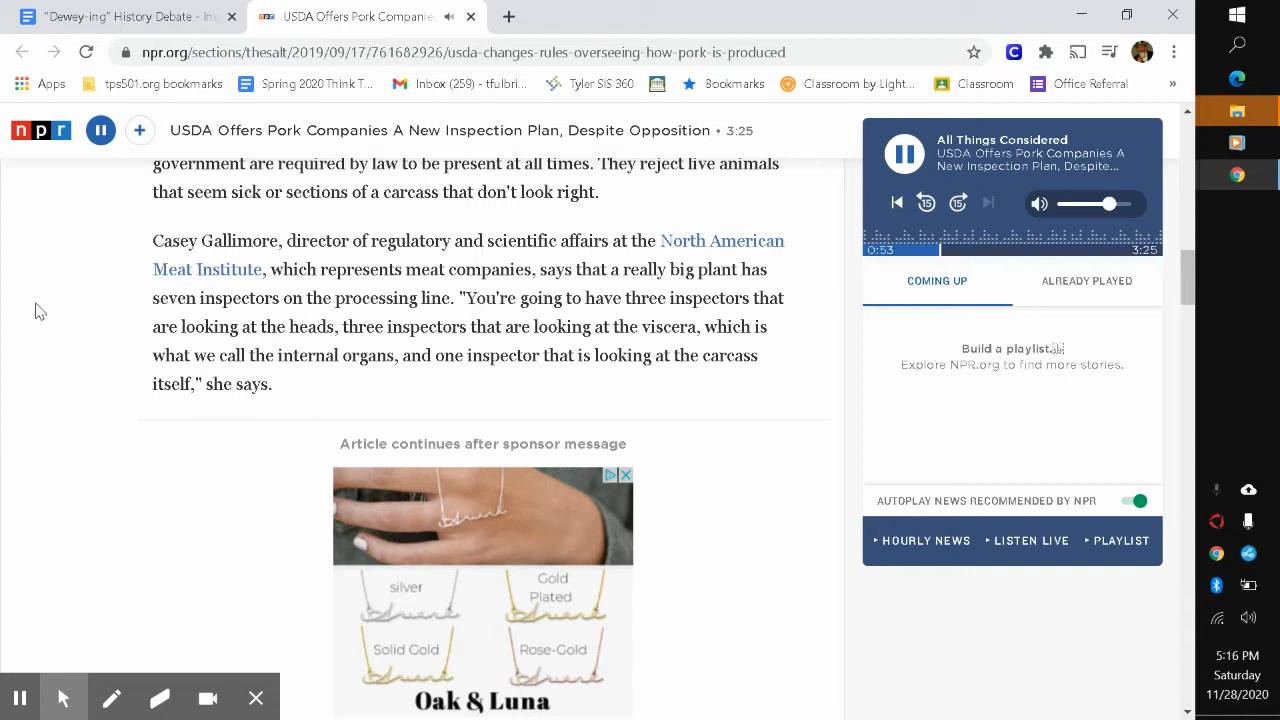 "Dewey-ing" History Debate - Ins
USDA Offers Pork Companies
npr.org/sections/thesalt/2019/09/17/761682926/usda-changes-rules-overseeing-how-pork-is-produced
Apps
tps501.org bookmarks
Spring 2020 Think T...
Inbox (259) - tfulbri...
Tyler SIS 360
Bookmarks
Classroom by Light...
Classroom
Office Referral
npr
USDA Offers Pork Companies A New Inspection Plan, Despite Opposition • 3:25
government are required by law to be present at all times. They reject live animals
that seem sick or sections of a carcass that don't look right.
Casey Gallimore, director of regulatory and scientific affairs at the North American
Meat Institute, which represents meat companies, says that a really big plant has
seven inspectors on the processing line. "You're going to have three inspectors that
are looking at the heads, three inspectors that are looking at the viscera, which is
what we call the internal organs, and one inspector that is looking at the carcass
itself," she says.
Article continues after sponsor message
silver
Gold
Plated
Solid Gold
Rose-Gold
Oak & Luna
All Things Considered
USDA Offers Pork Companies A
New Inspection Plan, Despite...
15
15
0:53
3:25
COMING UP
ALREADY PLAYED
Build a playlist.
Explore NPR.org to find more stories.
AUTOPLAY NEWS RECOMMENDED BY NPR
HOURLY NEWS
LISTEN LIVE
PLAYLIST
5:16 PM
Saturday
11/28/2020